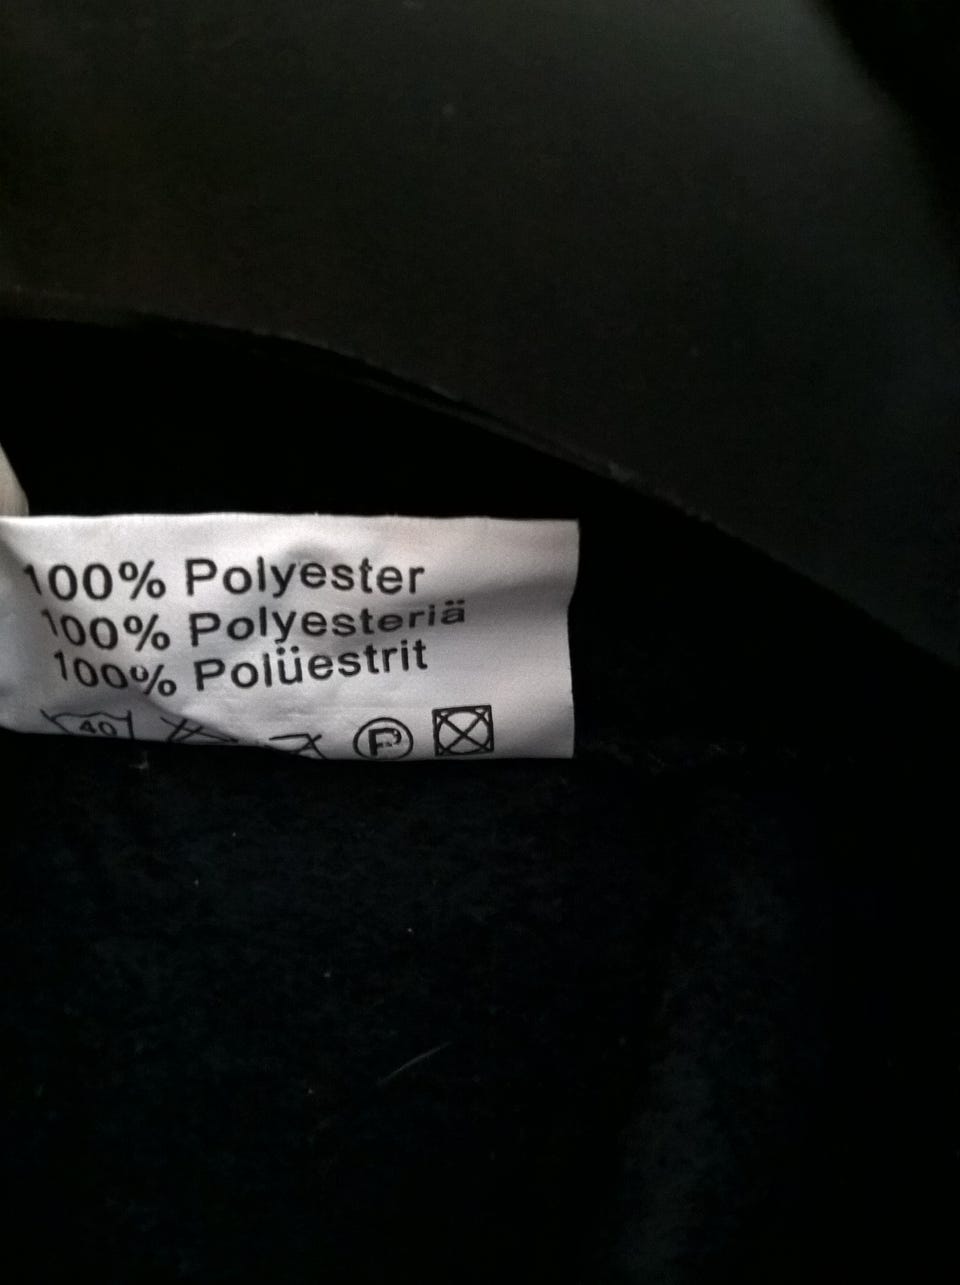 100% Polyester
100% Polyesteriä
100% Polüestrit
40 P